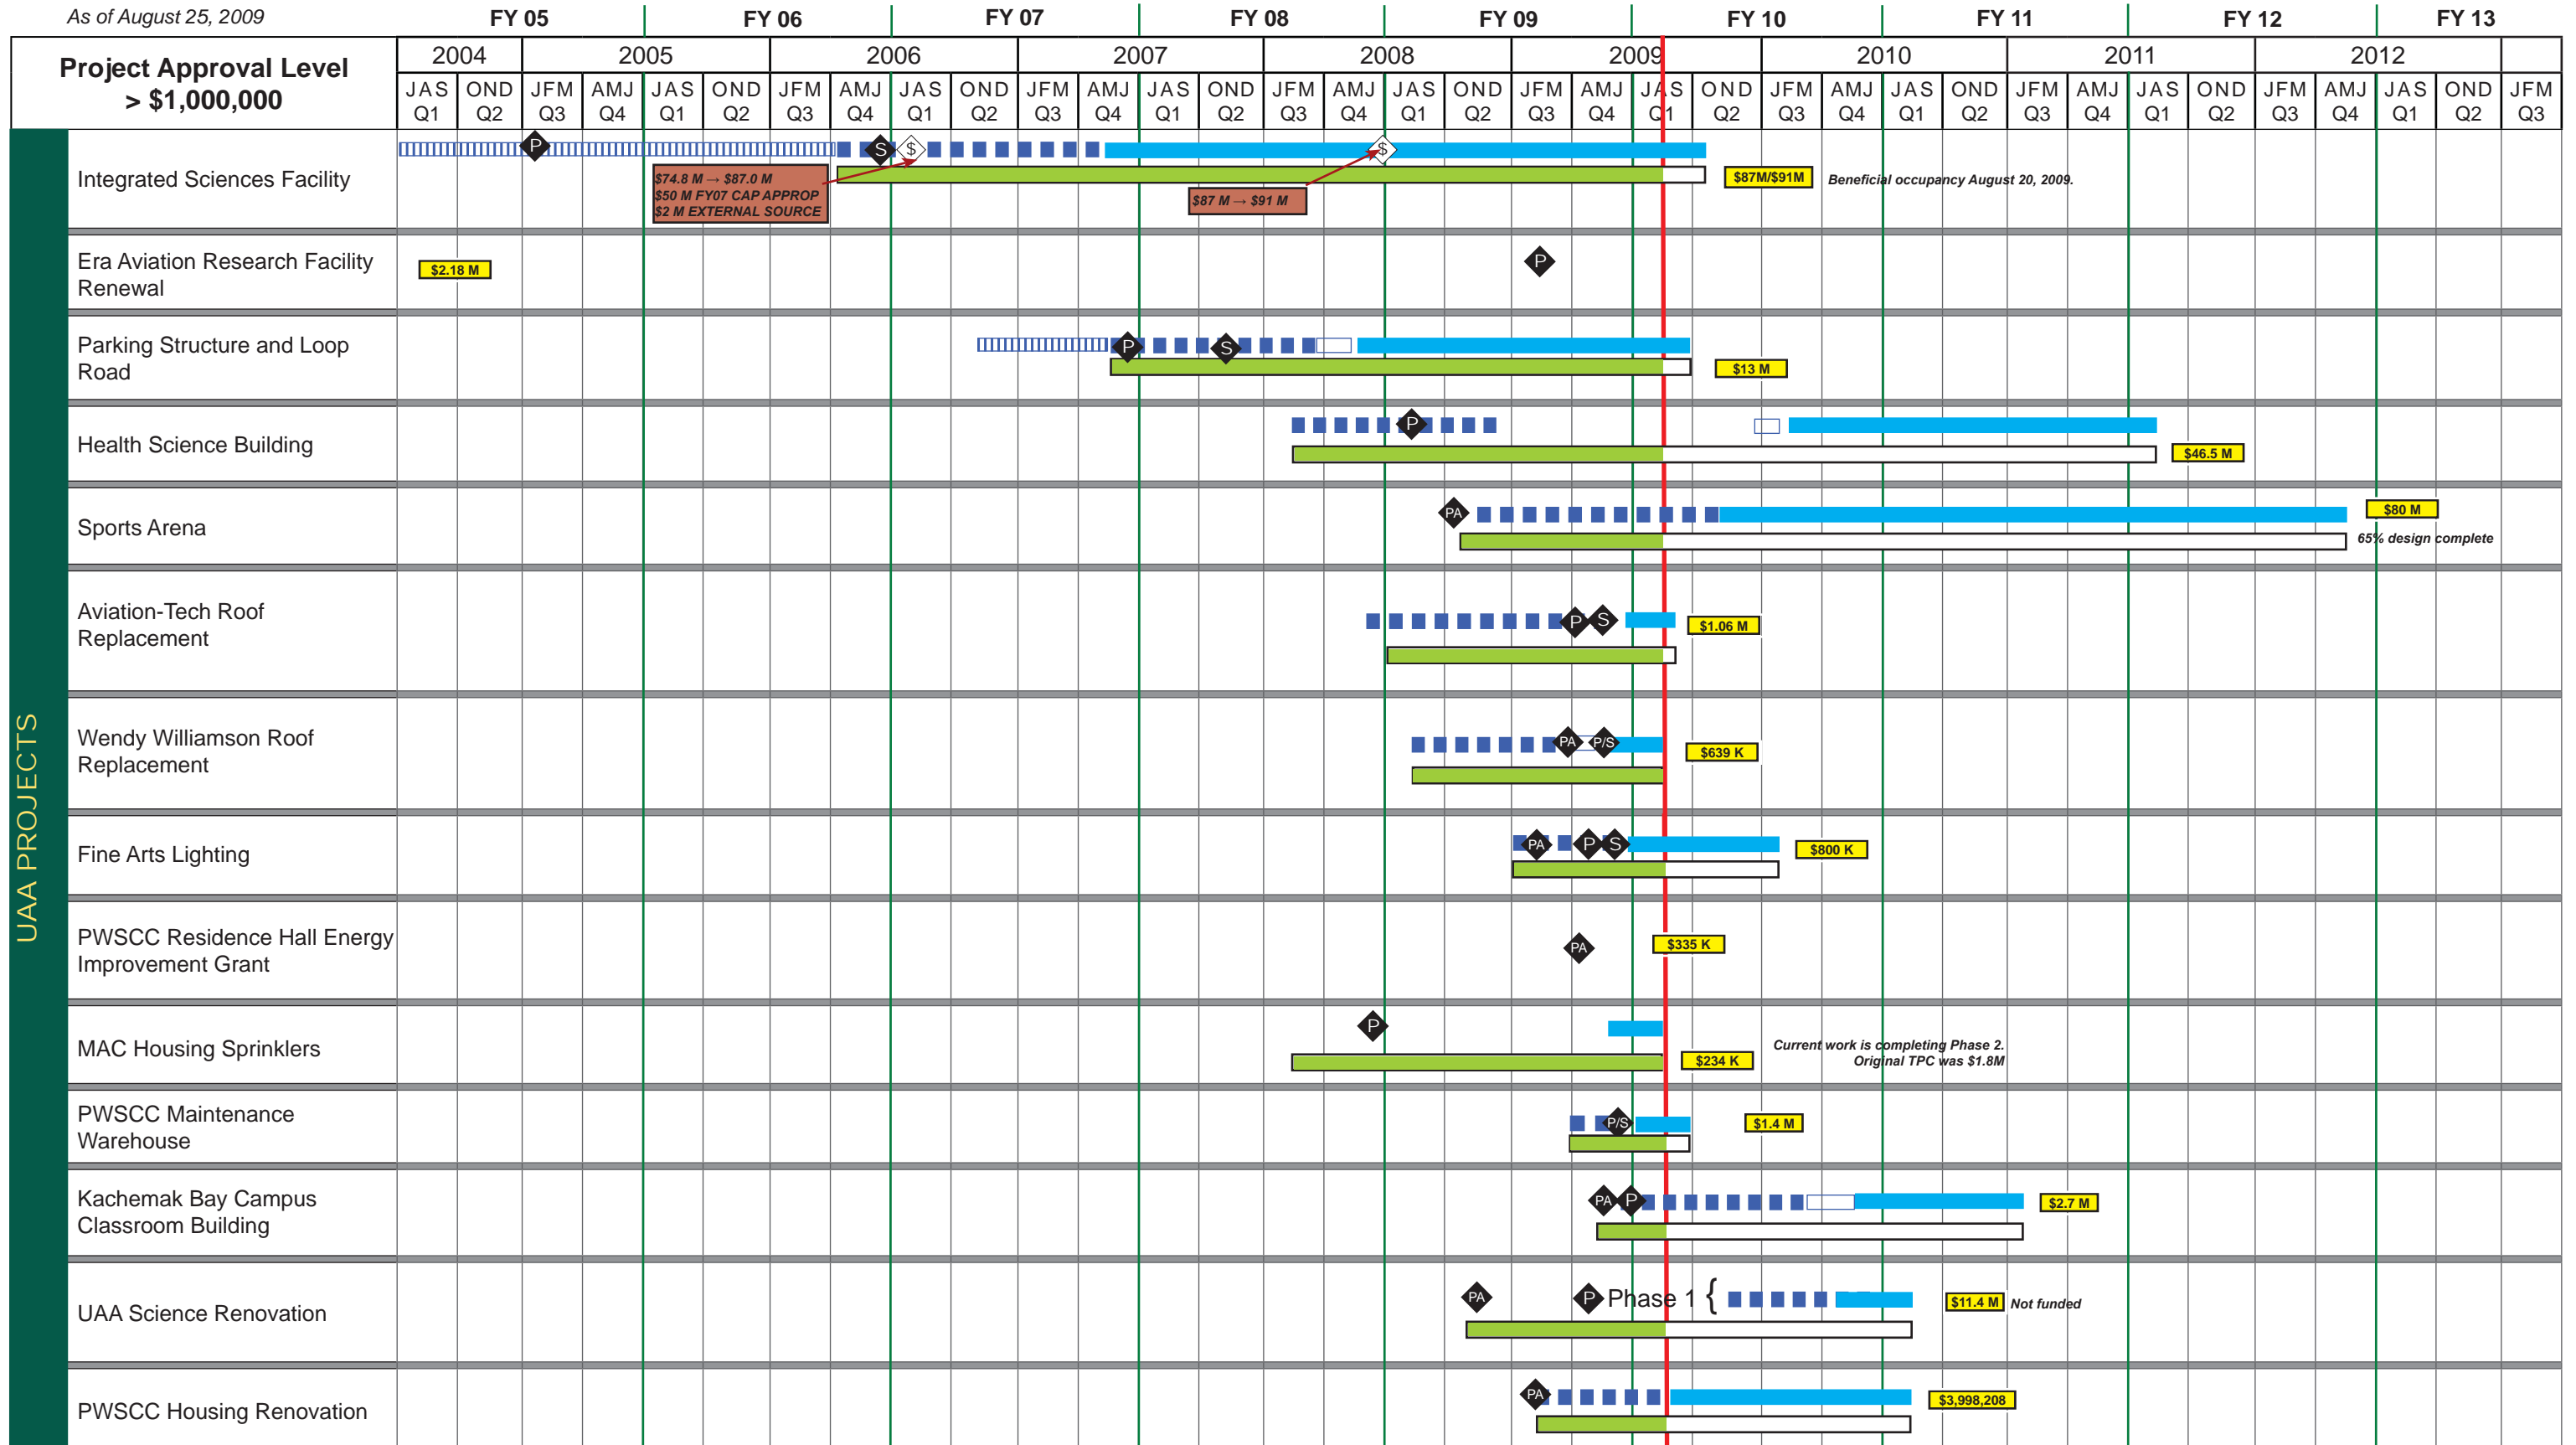 As of August 25, 2009
FY 05 FY 06 FY 07 FY 08 FY 09 FY 10 FY 11 FY 12 FY 13
Project Approval Level
> $1,000,000
2004 2005 2006 2007 2008 2009 2010 2011 2012
JAS OND JFM AMJ JAS OND JFM AMJ JAS OND JFM AMJ JAS OND JFM AMJ JAS OND JFM AMJ JAS OND JFM AMJ JAS OND JFM AMJ JAS OND JFM AMJ JAS OND JFM
Q1 Q2 Q3 Q4 Q1 Q2 Q3 Q4 Q1 Q2 Q3 Q4 Q1 Q2 Q3 Q4 Q1 Q2 Q3 Q4 Q1 Q2 Q3 Q4 Q1 Q2 Q3 Q4 Q1 Q2 Q3 Q4 Q1 Q2 Q3
UAA PROJECTS
Integrated Sciences Facility
P S $ $
$74.8 M → $87.0 M
$50 M FY07 CAP APPROP
$2 M EXTERNAL SOURCE
$87 M → $91 M
$87M/$91M
Beneficial occupancy August 20, 2009.
Era Aviation Research Facility
Renewal
$2.18 M
P
Parking Structure and Loop
Road
P S
$13 M
Health Science Building
P
$46.5 M
Sports Arena
PA
$80 M
65% design complete
Aviation-Tech Roof
Replacement
P S
$1.06 M
Wendy Williamson Roof
Replacement
PA P/S
$639 K
Fine Arts Lighting
PA P S
$800 K
PWSCC Residence Hall Energy
Improvement Grant
PA
$335 K
MAC Housing Sprinklers
P
$234 K
Current work is completing Phase 2.
Original TPC was $1.8M
PWSCC Maintenance
Warehouse
P/S
$1.4 M
Kachemak Bay Campus
Classroom Building
PA P
$2.7 M
UAA Science Renovation
PA P Phase 1 {
$11.4 M
Not funded
PWSCC Housing Renovation
PA
$3,998,208